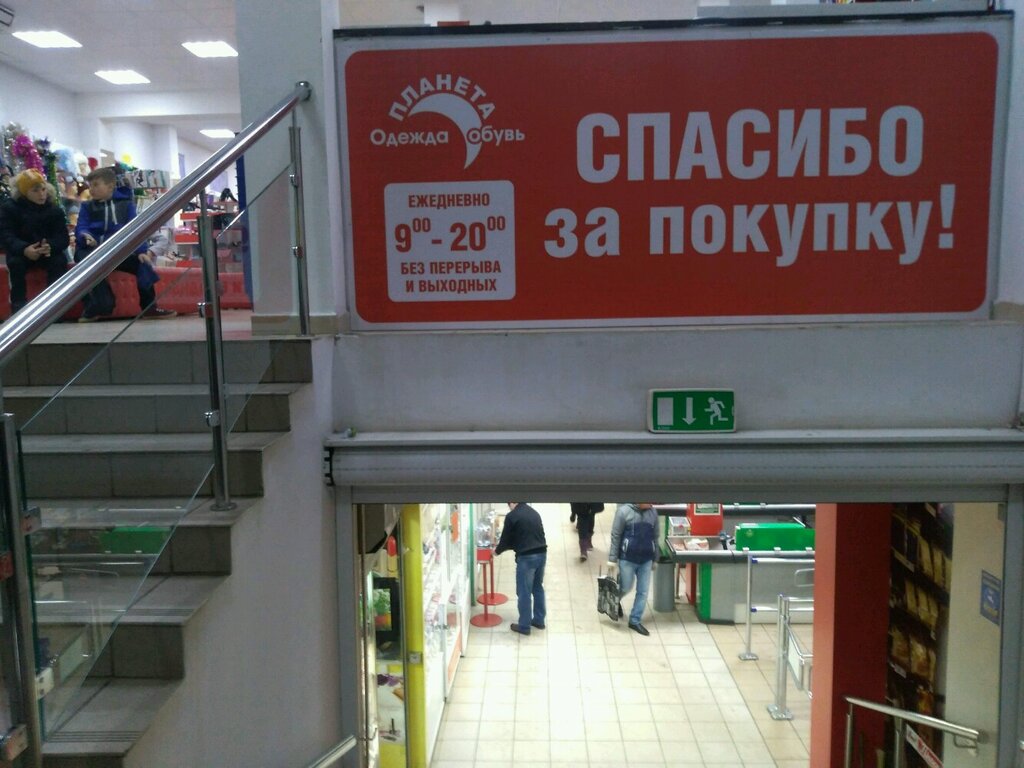 ПЛАНЕТА
Одежда обувь
ЕЖЕДНЕВНО
9⁰⁰ - 20⁰⁰
БЕЗ ПЕРЕРЫВА
И ВЫХОДНЫХ
СПАСИБО
за покупку!